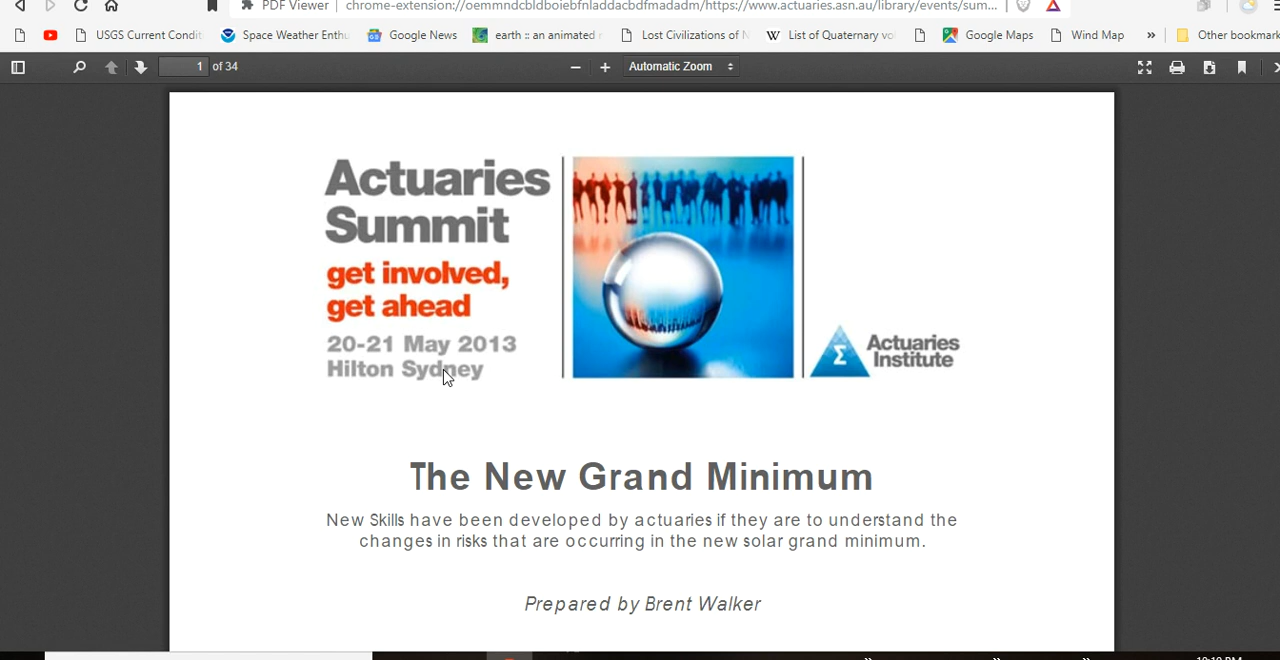 PDF Viewer
chrome-extension://oemmndcbldboiebfnladdacbdfmadadm/https://www.actuaries.asn.au/library/events/sum...
USGS Current Condit
Space Weather Enthu
Google News
earth :: an animated
Lost Civilizations of N
W List of Quaternary vo
Google Maps
Wind Map
»
Other bookmark
1 of 34
Automatic Zoom
Actuaries
Summit
get involved,
get ahead
20-21 May 2013
Hilton Sydney
Σ
Actuaries
Institute
The New Grand Minimum
New Skills have been developed by actuaries if they are to understand the
changes in risks that are occurring in the new solar grand minimum.
Prepared by Brent Walker